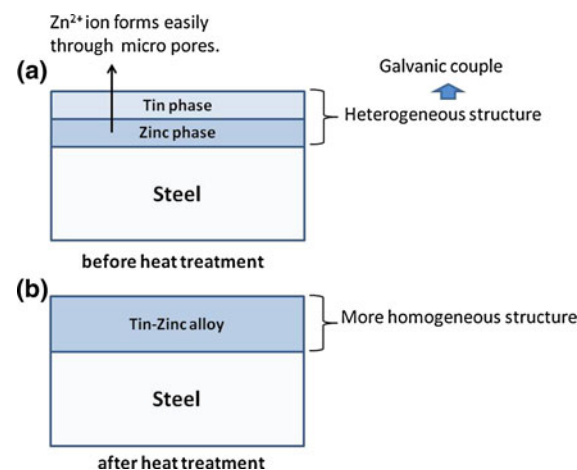 Zn²⁺ ion forms easily
through micro pores.
(a)
Galvanic couple
Tin phase
Heterogeneous structure
Zinc phase
Steel
before heat treatment
(b)
Tin-Zinc alloy
More homogeneous structure
Steel
after heat treatment